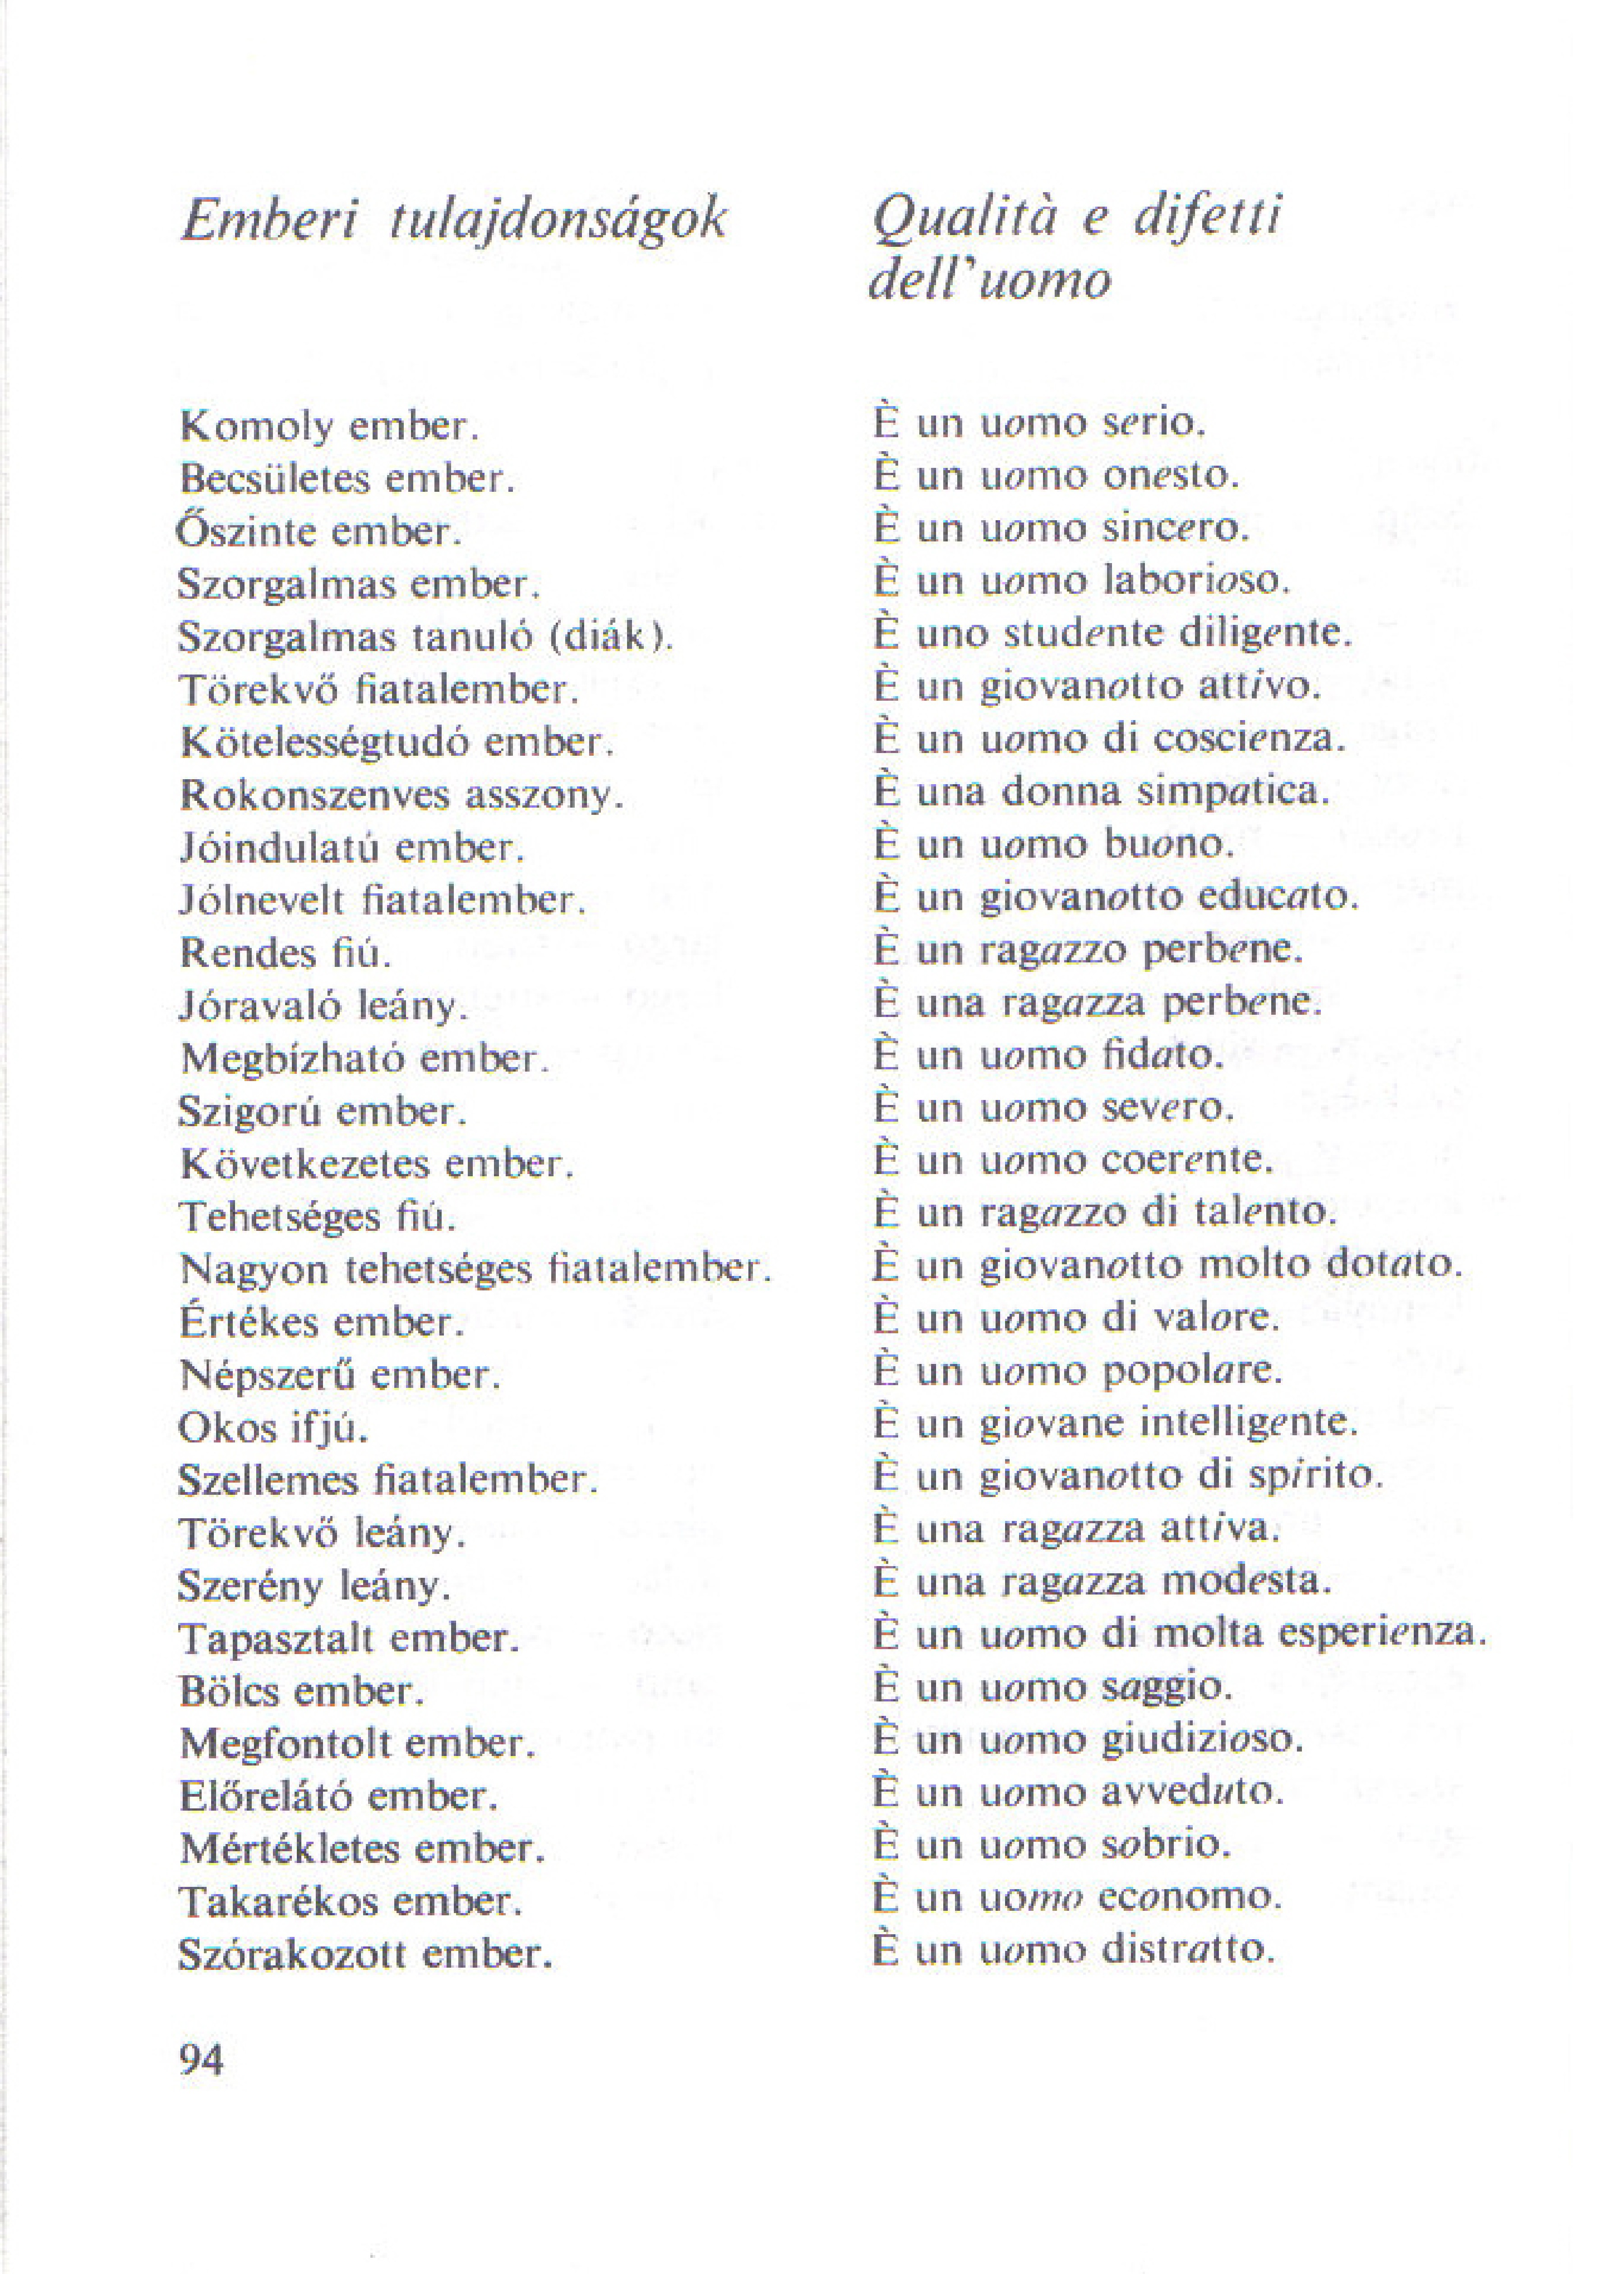 Emberi tulajdonságok
Qualità e difetti
dell'uomo
Komoly ember.
È un uomo serio.
Becsületes ember.
È un uomo onesto.
Őszinte ember.
È un uomo sincero.
Szorgalmas ember.
È un uomo laborioso.
Szorgalmas tanuló (diák).
È uno studente diligente.
Törekvő fiatalember.
È un giovanotto attivo.
Kötelességtudó ember.
È un uomo di coscienza.
Rokonszenves asszony.
È una donna simpatica.
Jóindulatú ember.
È un uomo buono.
Jólnevelt fiatalember.
È un giovanotto educato.
Rendes fiú.
È un ragazzo perbene.
Jóravaló leány.
È una ragazza perbene.
Megbízható ember.
È un uomo fidato.
Szigorú ember.
È un uomo severo.
Következetes ember.
È un uomo coerente.
Tehetséges fiú.
È un ragazzo di talento.
Nagyon tehetséges fiatalember.
È un giovanotto molto dotato.
Értékes ember.
È un uomo di valore.
Népszerű ember.
È un uomo popolare.
Okos ifjú.
È un giovane intelligente.
Szellemes fiatalember.
È un giovanotto di spirito.
Törekvő leány.
È una ragazza attiva.
Szerény leány.
È una ragazza modesta.
Tapasztalt ember.
È un uomo di molta esperienza.
Bölcs ember.
È un uomo saggio.
Megfontolt ember.
È un uomo giudizioso.
Előrelátó ember.
È un uomo avveduto.
Mértékletes ember.
È un uomo sobrio.
Takarékos ember.
È un uomo economo.
Szórakozott ember.
È un uomo distratto.
94